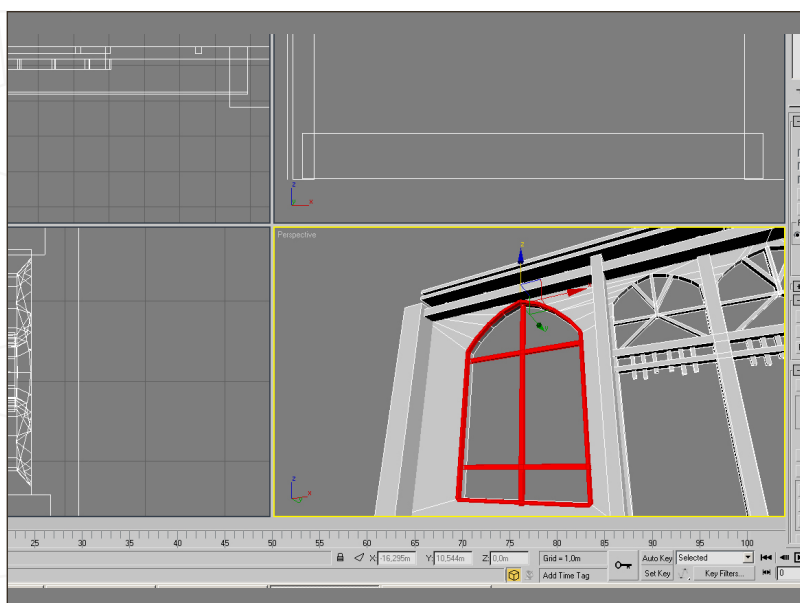 z
x
Perspective
z
x
y
z
x
25 30 35 40 45 50 55 60 65 70 75 80 85 90 95 100
X: -16,295m Y: 10,544m Z: 0,0m Grid = 1,0m Auto Key Selected
Add Time Tag Set Key Key Filters... 0